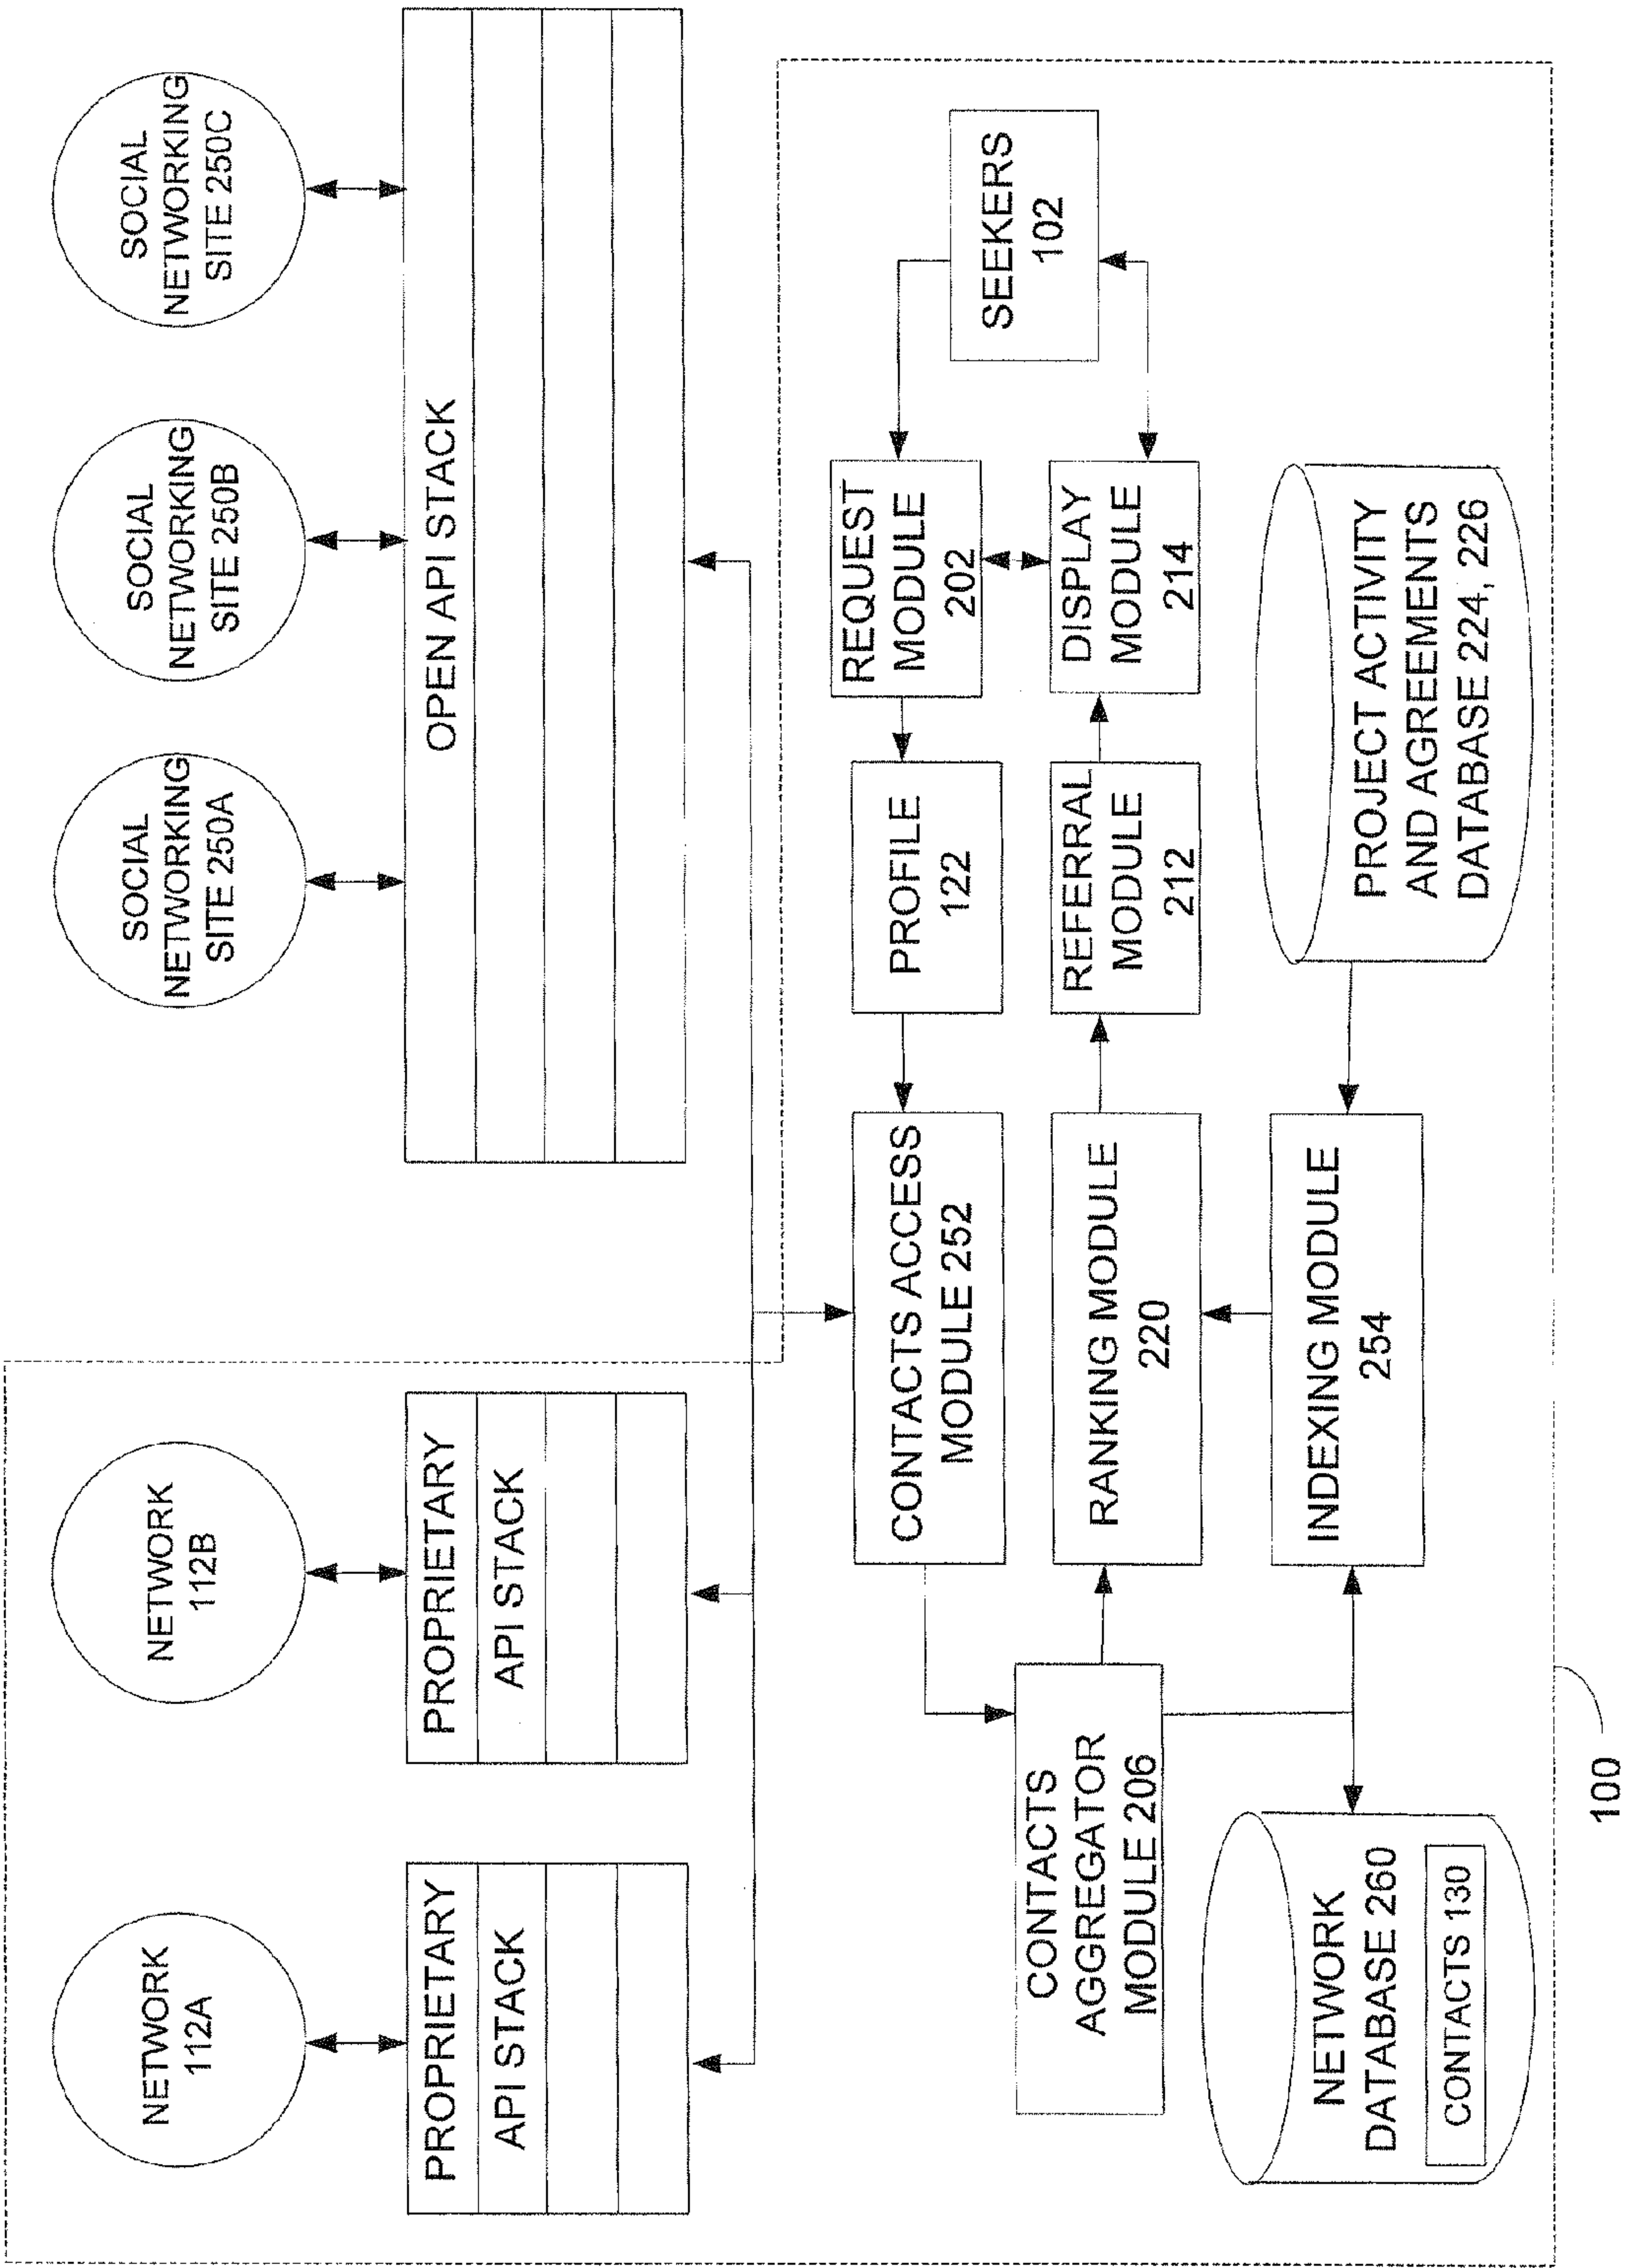 NETWORK
112A
NETWORK
112B
SOCIAL
NETWORKING
SITE 250A
SOCIAL
NETWORKING
SITE 250B
SOCIAL
NETWORKING
SITE 250C
PROPRIETARY
API STACK
PROPRIETARY
API STACK
OPEN API STACK
CONTACTS ACCESS
MODULE 252
PROFILE
122
REQUEST
MODULE
202
SEEKERS
102
CONTACTS
AGGREGATOR
MODULE 206
RANKING MODULE
220
REFERRAL
MODULE
212
DISPLAY
MODULE
214
NETWORK
DATABASE 260
CONTACTS 130
INDEXING MODULE
254
PROJECT ACTIVITY
AND AGREEMENTS
DATABASE 224, 226
100